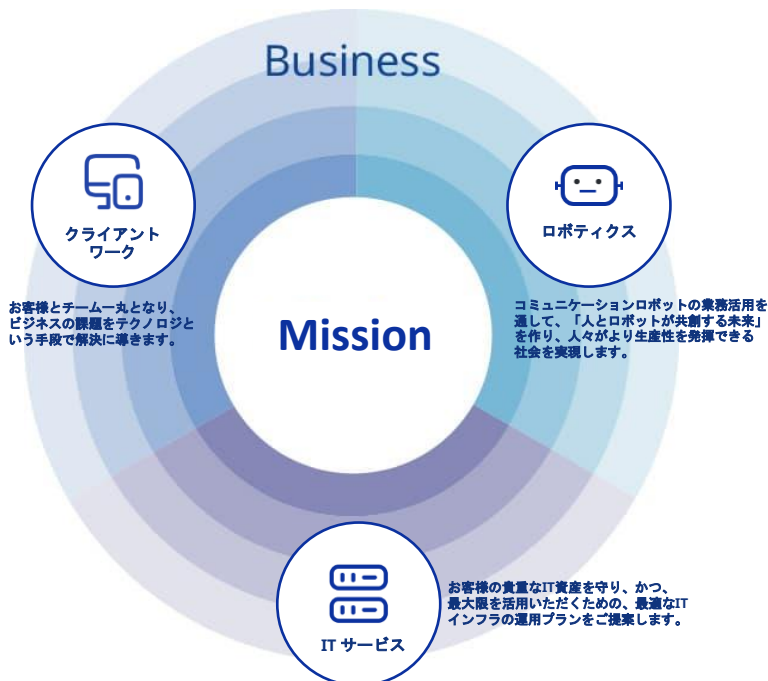 Business
クライアント
ワーク
お客様とチーム一丸となり、
ビジネスの課題をテクノロジと
いう手段で解決に導きます。
ロボティクス
コミュニケーションロボットの業務活用を
通して、「人とロボットが共創する未来」
を作り、人々がより生産性を発揮できる
社会を実現します。
Mission
IT サービス
お客様の貴重なIT資産を守り、かつ、
最大限を活用いただくための、最適なIT
インフラの運用プランをご提案します。